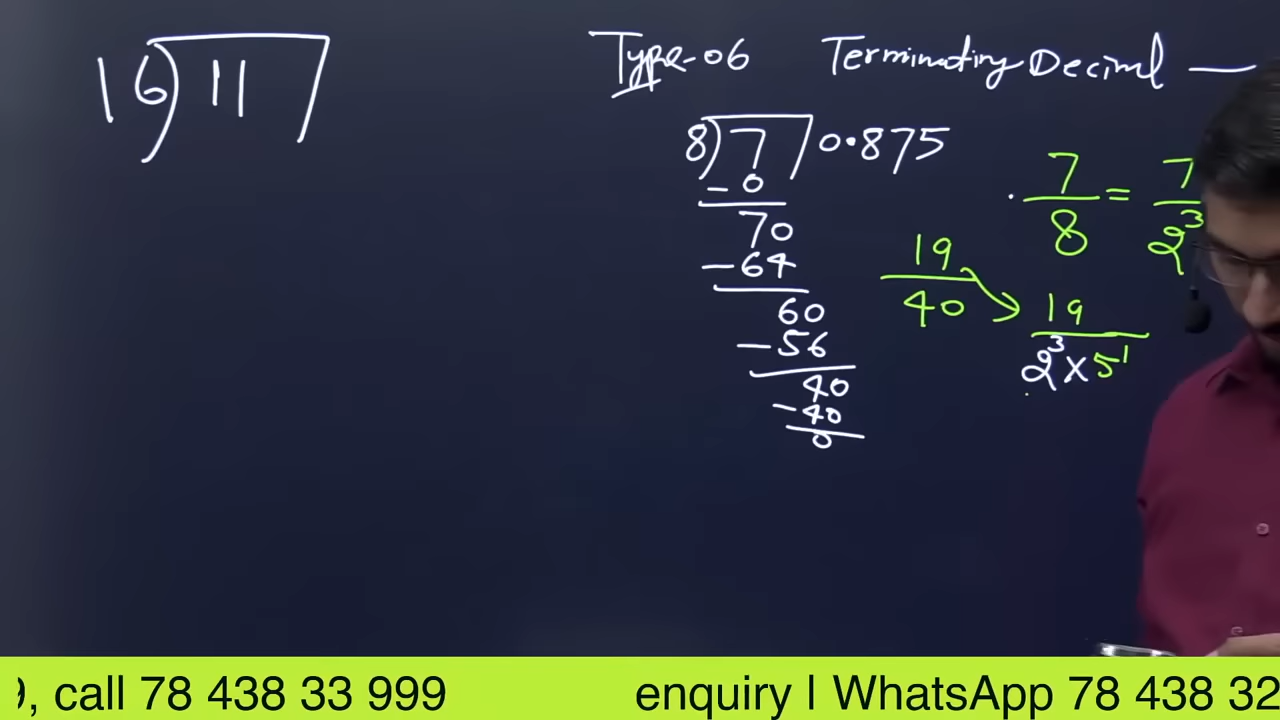 16)11
Type-06 Terminating Decimal —
8)7 0.875
- 0
70
- 64
60
- 56
40
- 40
0
7/8 = 7/2³
19/40 → 19/2³×5¹
, call 78 438 33 999 enquiry | WhatsApp 78 438 32